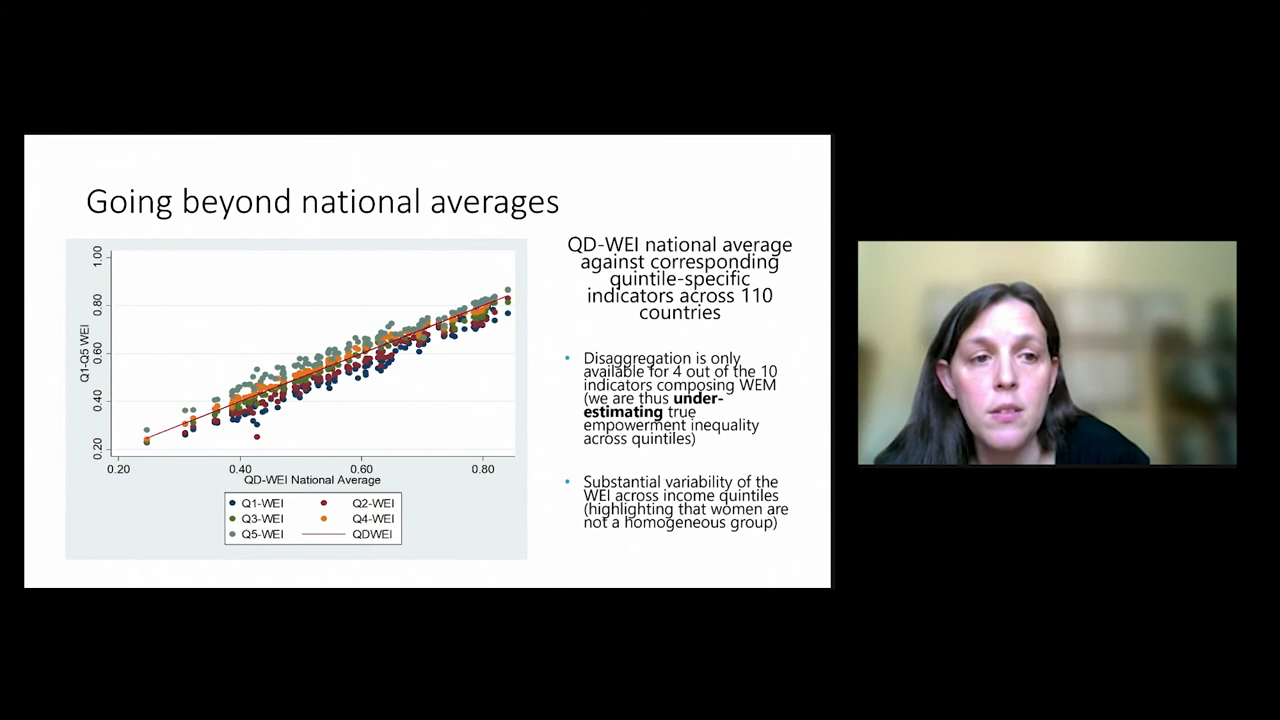 Going beyond national averages
1.00
0.80
0.60
0.40
0.20
Q1-Q5 WEI
0.20 0.40 0.60 0.80
QD-WEI National Average
Q1-WEI Q2-WEI
Q3-WEI Q4-WEI
Q5-WEI QDWEI
QD-WEI national average
against corresponding
quintile-specific
indicators across 110
countries
• Disaggregation is only
available for 4 out of the 10
indicators composing WEM
(we are thus under-
estimating true
empowerment inequality
across quintiles)
• Substantial variability of the
WEI across income quintiles
(highlighting that women are
not a homogeneous group)